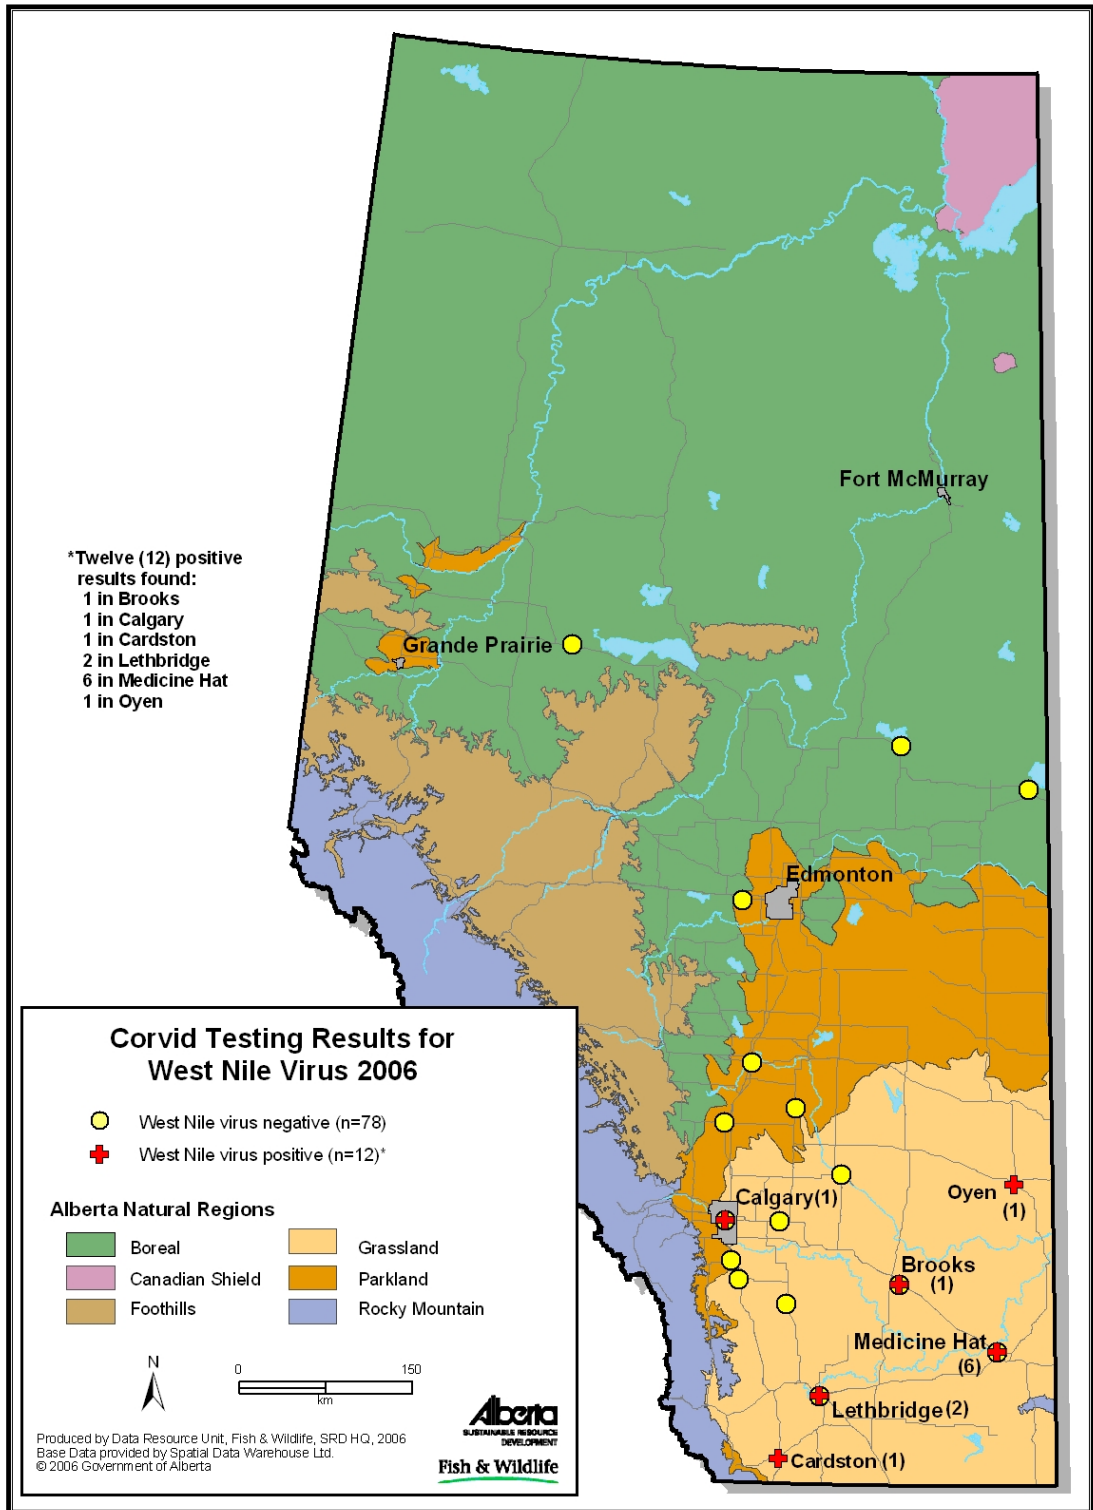 Fort McMurray
*Twelve (12) positive
results found:
1 in Brooks
1 in Calgary
1 in Cardston
2 in Lethbridge
6 in Medicine Hat
1 in Oyen
Grande Prairie
Edmonton
Calgary(1)
Oyen
(1)
Brooks
(1)
Medicine Hat
(6)
Lethbridge(2)
Cardston (1)
Corvid Testing Results for
West Nile Virus 2006
West Nile virus negative (n=78)
West Nile virus positive (n=12)*
Alberta Natural Regions
Boreal
Canadian Shield
Foothills
Grassland
Parkland
Rocky Mountain
N
0 150
km
Produced by Data Resource Unit, Fish & Wildlife, SRD HQ, 2006
Base Data provided by Spatial Data Warehouse Ltd.
© 2006 Government of Alberta
Alberta
SUSTAINABLE RESOURCE
DEVELOPMENT
Fish & Wildlife